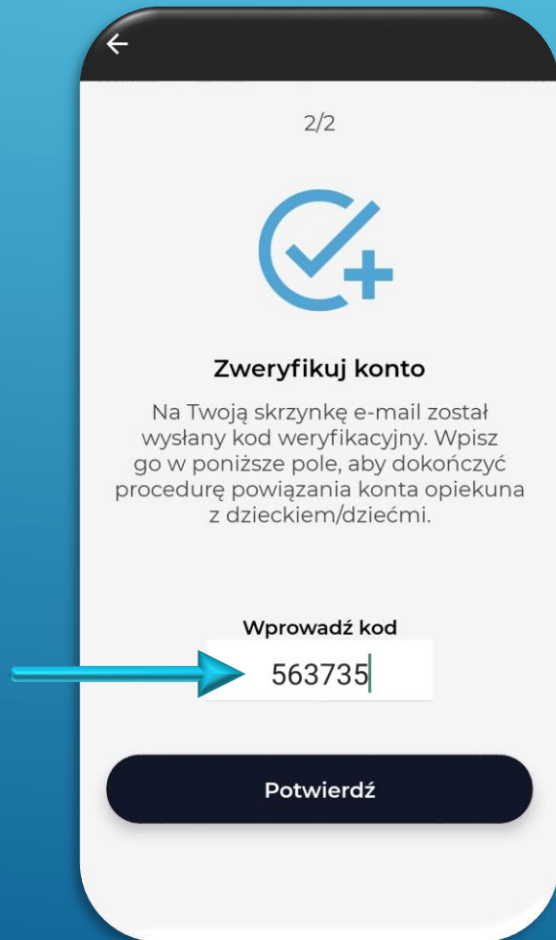 2/2
Zweryfikuj konto
Na Twoją skrzynkę e-mail został
wysłany kod weryfikacyjny. Wpisz
go w poniższe pole, aby dokończyć
procedurę powiązania konta opiekuna
z dzieckiem/dziećmi.
Wprowadź kod
563735
Potwierdź